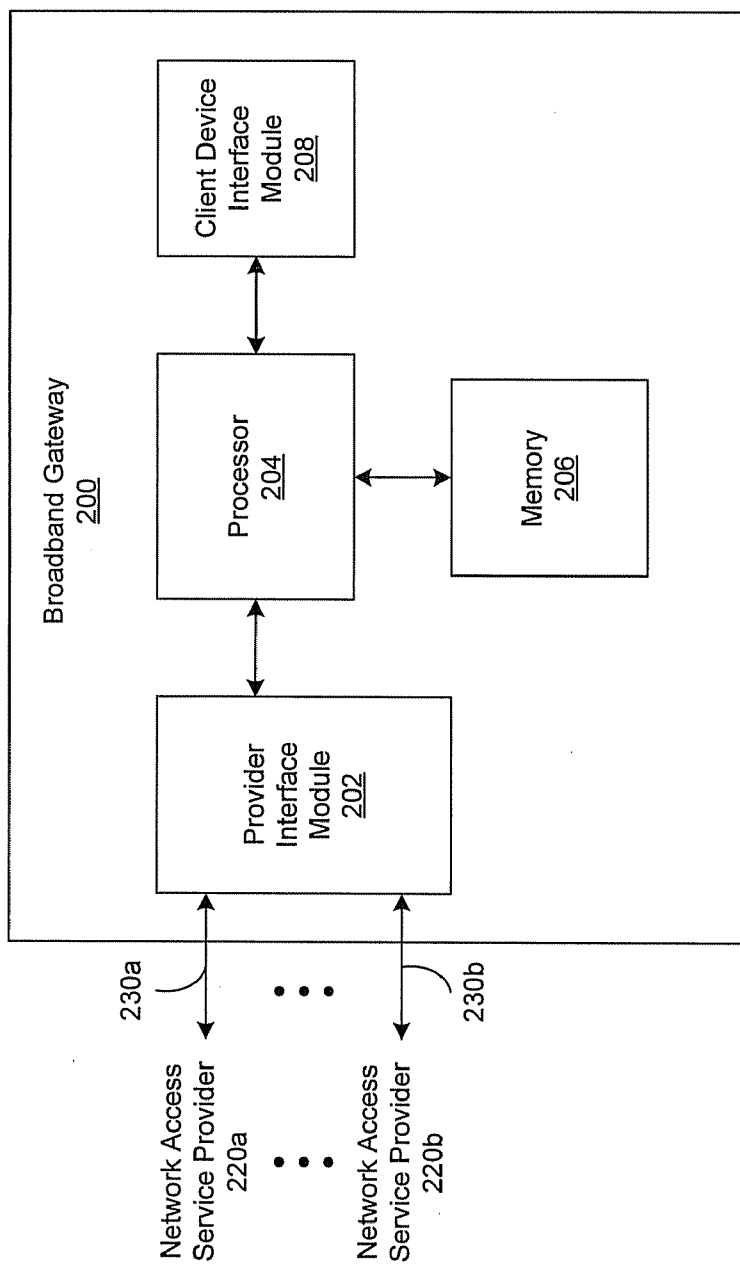 Broadband Gateway
200
Network Access
Service Provider
220a
230a
Provider
Interface
Module
202
Processor
204
Client Device
Interface
Module
208
Network Access
Service Provider
220b
230b
Memory
206